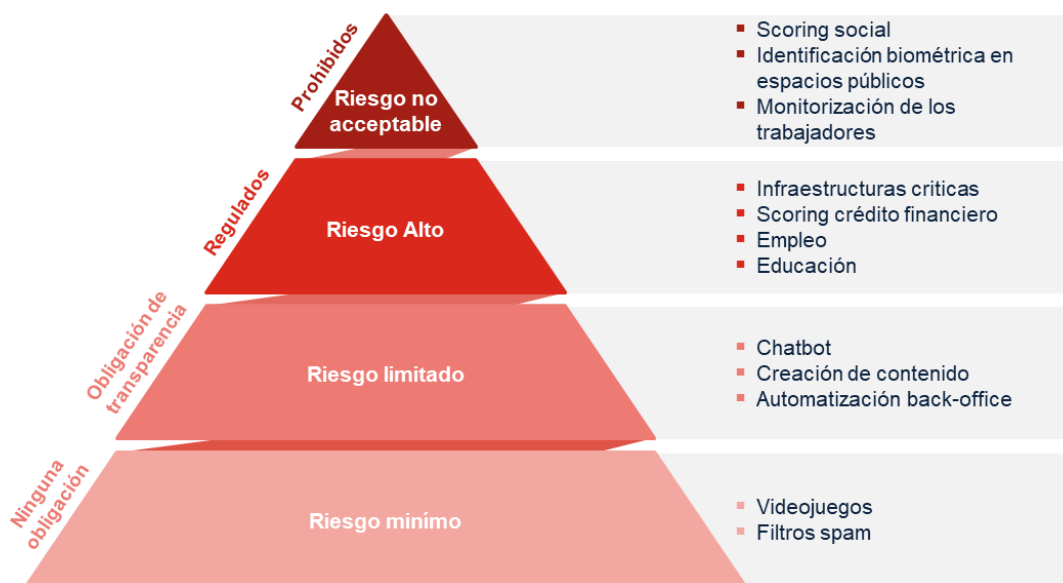 Prohibidos
Riesgo no
acceptable
Scoring social
Identificación biométrica en
espacios públicos
Monitorización de los
trabajadores
Regulados
Riesgo Alto
Infraestructuras criticas
Scoring crédito financiero
Empleo
Educación
Obligación de
transparencia
Riesgo limitado
Chatbot
Creación de contenido
Automatización back-office
Ninguna
obligación
Riesgo minímo
Videojuegos
Filtros spam